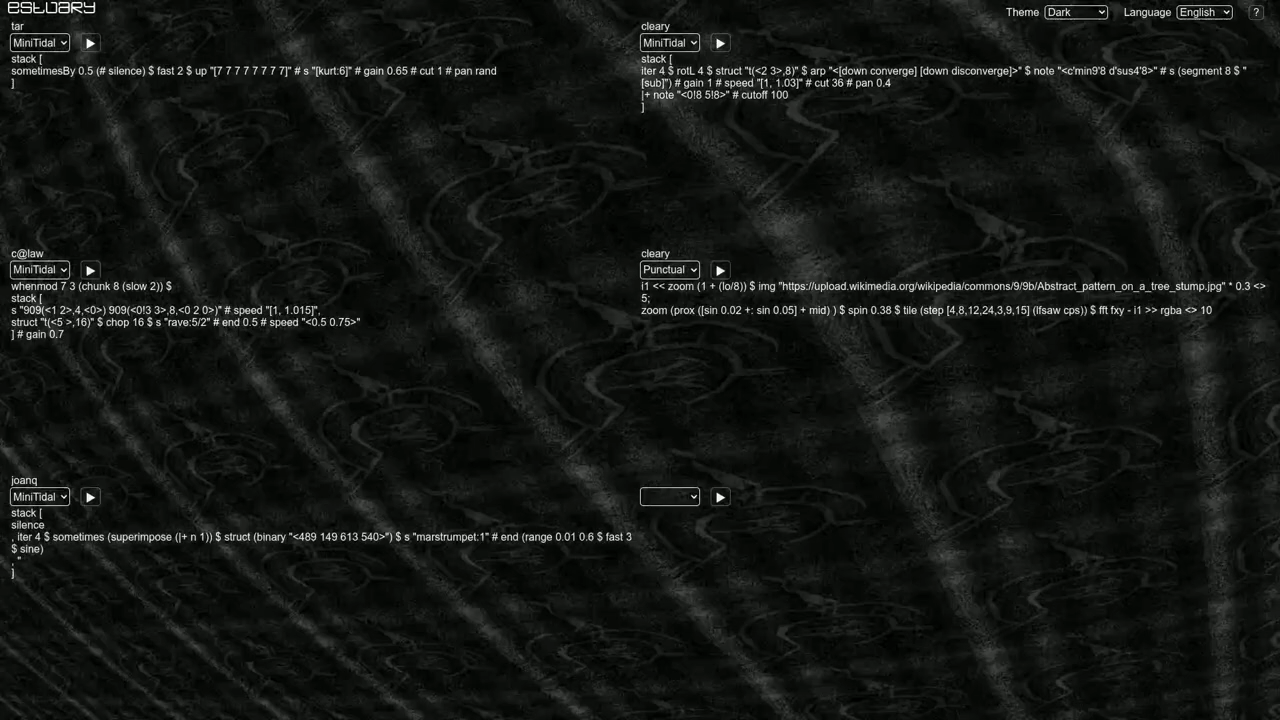 estuary
Theme Dark Language English ?
tar
MiniTidal
stack [
sometimesBy 0.5 (# silence) $ fast 2 $ up "[7 7 7 7 7 7 7]" # s "[kurt:6]" # gain 0.65 # cut 1 # pan rand
]
cleary
MiniTidal
stack [
iter 4 $ rotL 4 $ struct "t(<2 3>,8)" $ arp "<[down converge] [down disconverge]>" $ note "<c'min9'8 d'sus4'8>" # s (segment 8 $ "
[sub]") # gain 1 # speed "[1, 1.03]" # cut 36 # pan 0.4
|+ note "<0!8 5!8>" # cutoff 100
]
c@law
MiniTidal
whenmod 7 3 (chunk 8 (slow 2)) $
stack [
s "909(<1 2>,4,<0>) 909(<0!3 3>,8,<0 2 0>)" # speed "[1, 1.015]",
struct "t(<5 >,16)" $ chop 16 $ s "rave:5/2" # end 0.5 # speed "<0.5 0.75>"
] # gain 0.7
cleary
Punctual
i1 << zoom (1 + (lo/8)) $ img "https://upload.wikimedia.org/wikipedia/commons/9/9b/Abstract_pattern_on_a_tree_stump.jpg" * 0.3 <>
5;
zoom (prox ([sin 0.02 +: sin 0.05] + mid) ) $ spin 0.38 $ tile (step [4,8,12,24,3,9,15] (lfsaw cps)) $ fft fxy - i1 >> rgba <> 10
joanq
MiniTidal
stack [
silence
, iter 4 $ sometimes (superimpose (|+ n 1)) $ struct (binary "<489 149 613 540>") $ s "marstrumpet:1" # end (range 0.01 0.6 $ fast 3
$ sine)
, "
]